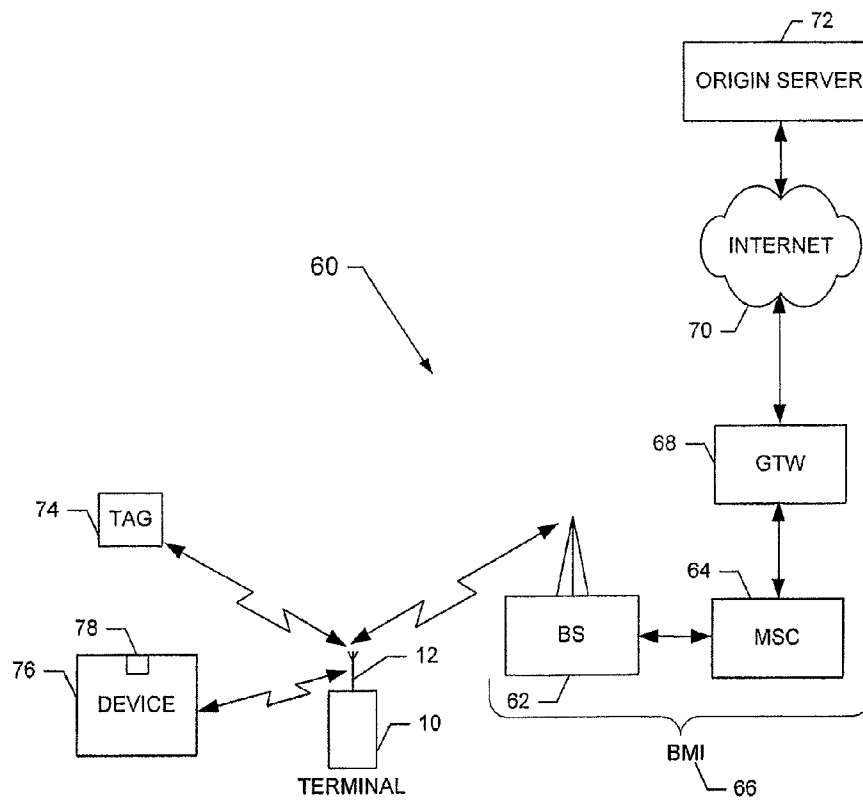 72
ORIGIN SERVER
INTERNET
60
70
68
GTW
74
TAG
64
78
12
BS
MSC
76
DEVICE
62
10
TERMINAL
BMI
66